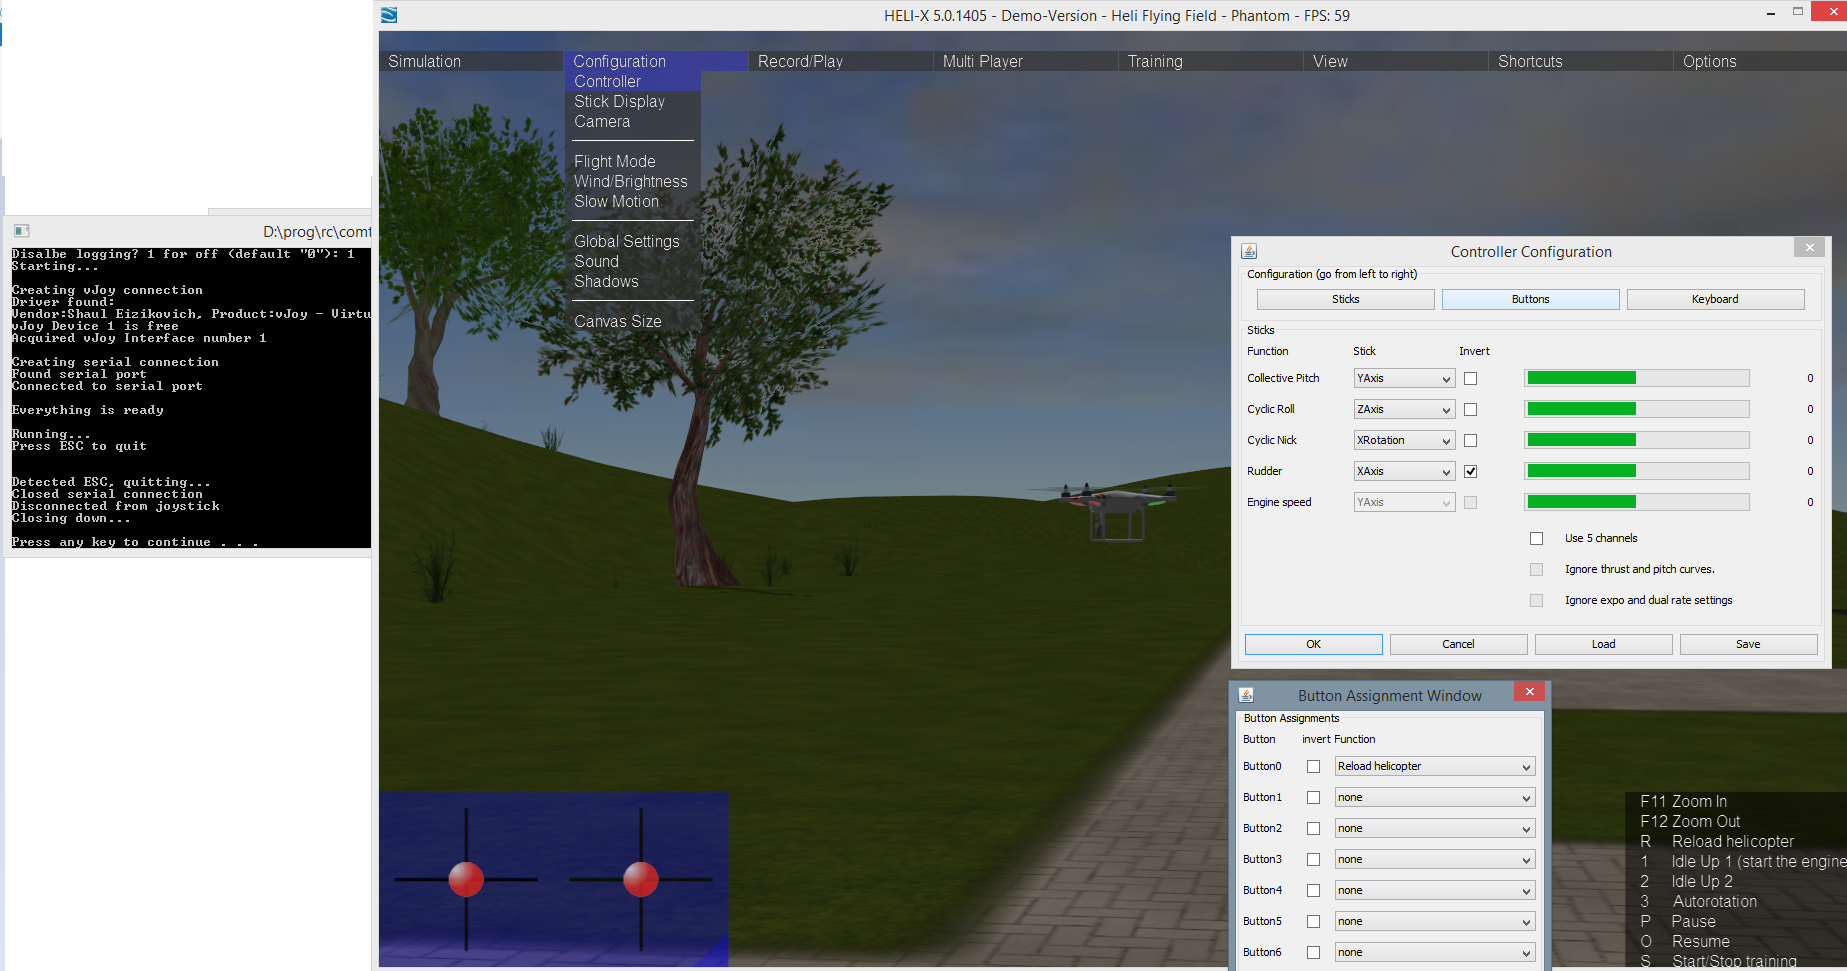 HELI-X 5.0.1405 - Demo-Version - Heli Flying Field - Phantom - FPS: 59
Simulation Configuration Record/Play Multi Player Training View Shortcuts Options
Controller
Stick Display
Camera
Flight Mode
Wind/Brightness
Slow Motion
Global Settings
Sound
Shadows
Canvas Size
D:\prog\rc\comt
Disalbe logging? 1 for off (default "0"): 1
Starting...
Creating vJoy connection
Driver found:
Vendor:Shaul Eizikovich, Product:vJoy - Virtu
vJoy Device 1 is free
Acquired vJoy Interface number 1
Creating serial connection
Found serial port
Connected to serial port
Everything is ready
Running...
Press ESC to quit
Detected ESC, quitting...
Closed serial connection
Disconnected from joystick
Closing down...
Press any key to continue . . .
Controller Configuration
Configuration (go from left to right)
Sticks Buttons Keyboard
Sticks
Function Stick Invert
Collective Pitch YAxis 0
Cyclic Roll ZAxis 0
Cyclic Nick XRotation 0
Rudder XAxis 0
Engine speed YAxis 0
Use 5 channels
Ignore thrust and pitch curves.
Ignore expo and dual rate settings
OK Cancel Load Save
Button Assignment Window
Button Assignments
Button invert Function
Button0 Reload helicopter
Button1 none
Button2 none
Button3 none
Button4 none
Button5 none
Button6 none
F11 Zoom In
F12 Zoom Out
R Reload helicopter
1 Idle Up 1 (start the engine
2 Idle Up 2
3 Autorotation
P Pause
O Resume
S Start/Stop training